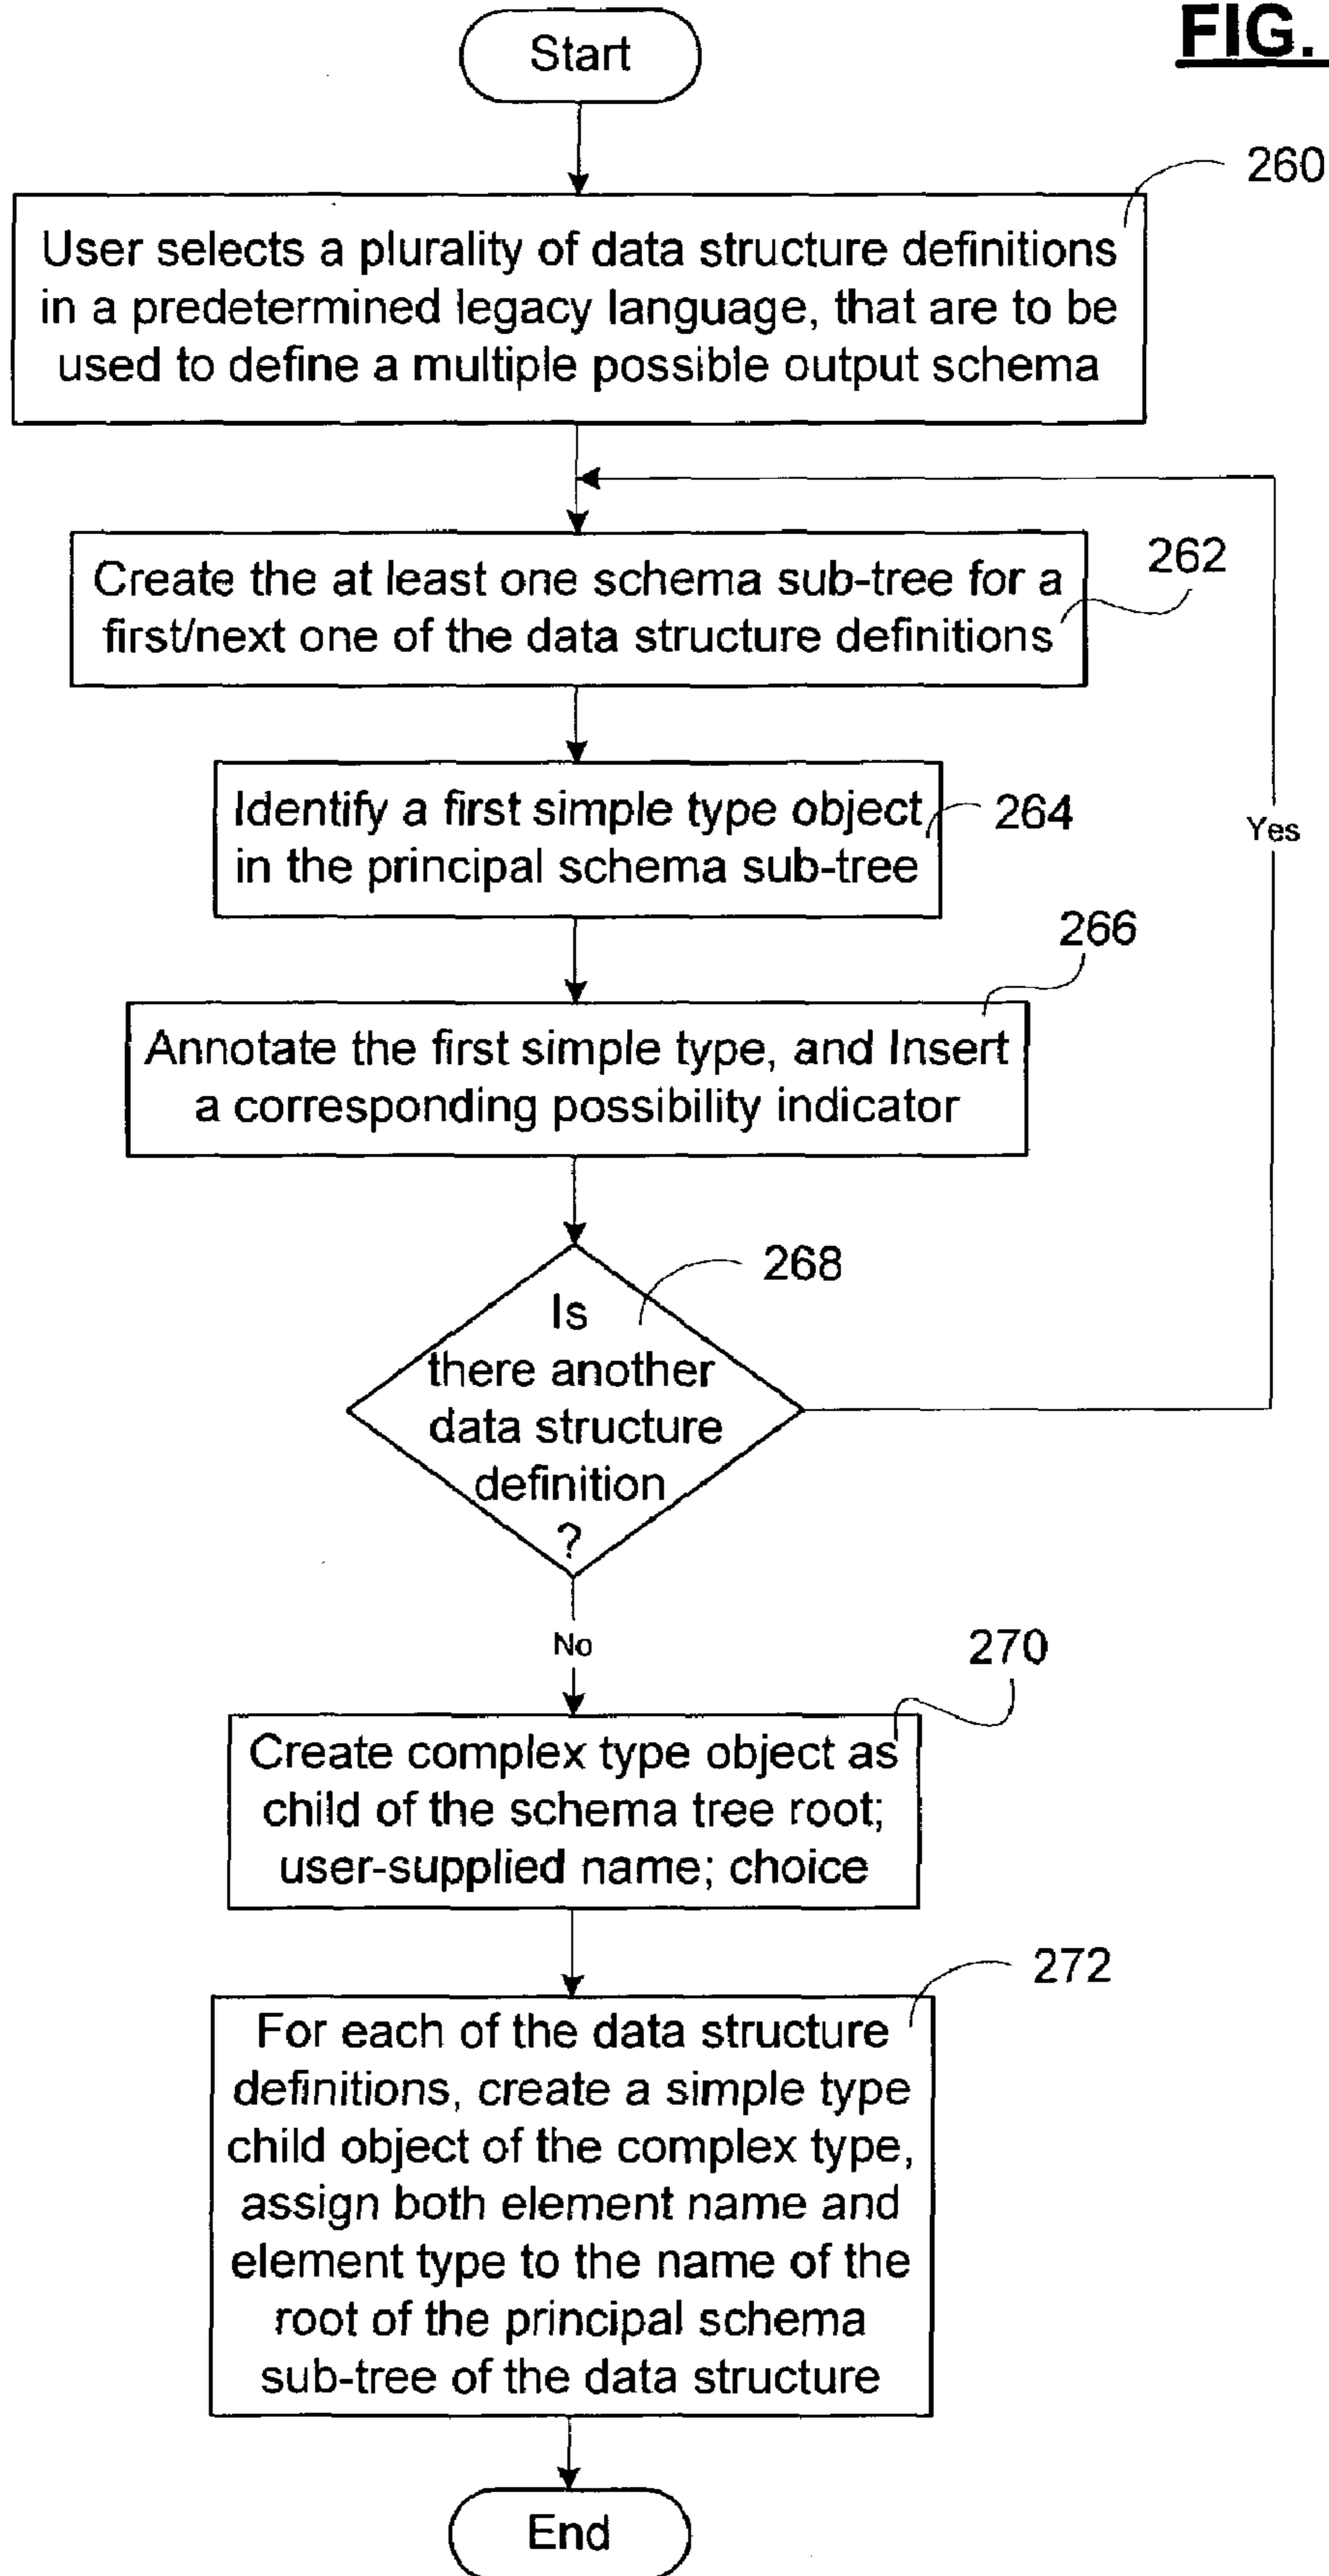 FIG.
Start
260
User selects a plurality of data structure definitions
in a predetermined legacy language, that are to be
used to define a multiple possible output schema
262
Create the at least one schema sub-tree for a
first/next one of the data structure definitions
Identify a first simple type object
in the principal schema sub-tree
264
Yes
266
Annotate the first simple type, and Insert
a corresponding possibility indicator
268
Is
there another
data structure
definition
?
No
270
Create complex type object as
child of the schema tree root;
user-supplied name; choice
272
For each of the data structure
definitions, create a simple type
child object of the complex type,
assign both element name and
element type to the name of the
root of the principal schema
sub-tree of the data structure
End